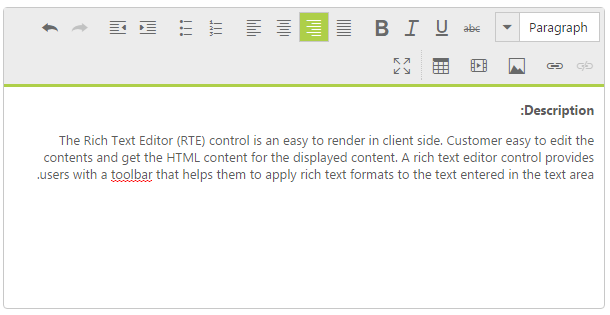 B I U abc Paragraph
:Description
The Rich Text Editor (RTE) control is an easy to render in client side. Customer easy to edit the
contents and get the HTML content for the displayed content. A rich text editor control provides
.users with a toolbar that helps them to apply rich text formats to the text entered in the text area